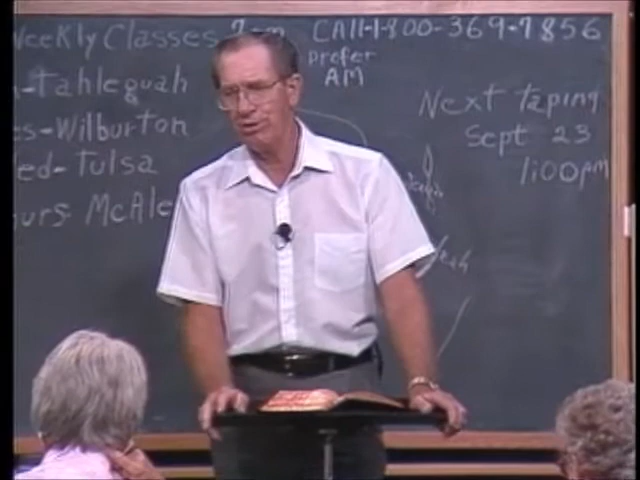 Weekly Classes 7pm
CALL-1-800-369-7856
prefer
AM
-Tahlequah
es-Wilburton
ed-Tulsa
urs McAle
Next taping
Sept 23
1:00pm